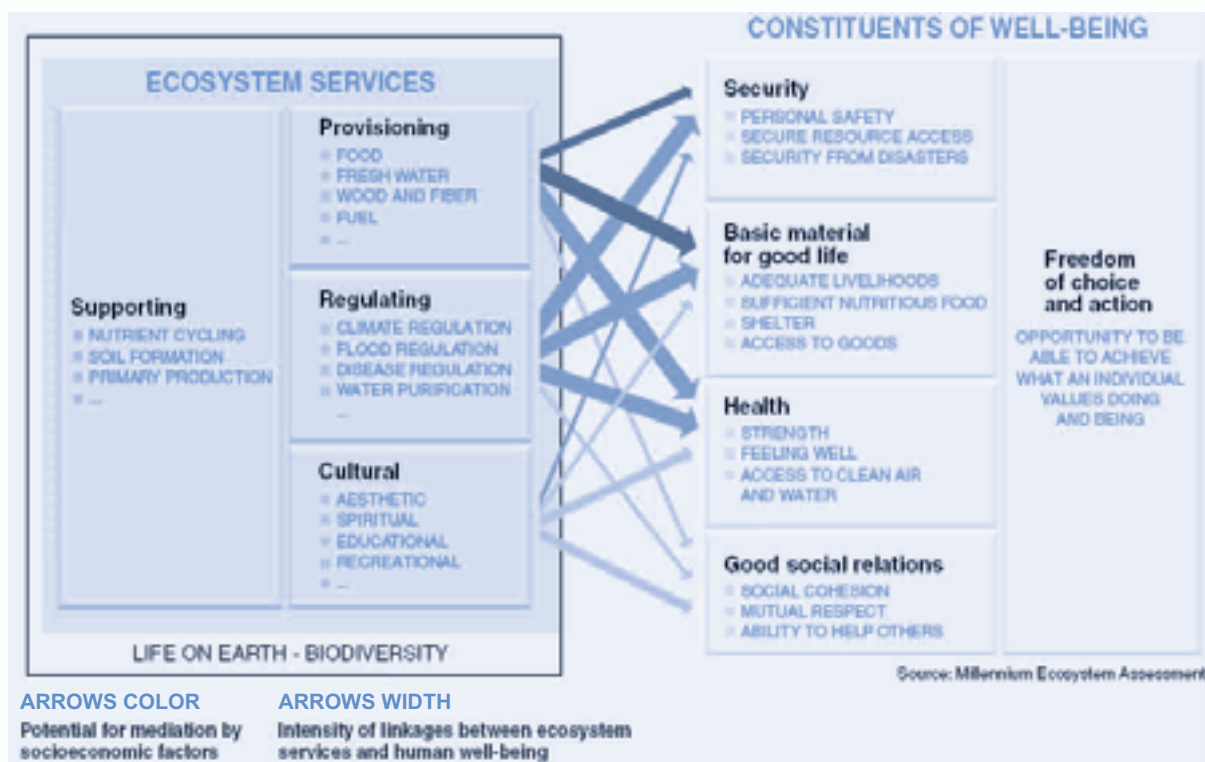 CONSTITUENTS OF WELL-BEING
ECOSYSTEM SERVICES
Supporting
NUTRIENT CYCLING
SOIL FORMATION
PRIMARY PRODUCTION
...
Provisioning
FOOD
FRESH WATER
WOOD AND FIBER
FUEL
...
Regulating
CLIMATE REGULATION
FLOOD REGULATION
DISEASE REGULATION
WATER PURIFICATION
...
Cultural
AESTHETIC
SPIRITUAL
EDUCATIONAL
RECREATIONAL
...
LIFE ON EARTH - BIODIVERSITY
Security
PERSONAL SAFETY
SECURE RESOURCE ACCESS
SECURITY FROM DISASTERS
Basic material
for good life
ADEQUATE LIVELIHOODS
SUFFICIENT NUTRITIOUS FOOD
SHELTER
ACCESS TO GOODS
Health
STRENGTH
FEELING WELL
ACCESS TO CLEAN AIR
AND WATER
Good social relations
SOCIAL COHESION
MUTUAL RESPECT
ABILITY TO HELP OTHERS
Freedom
of choice
and action
OPPORTUNITY TO BE
ABLE TO ACHIEVE
WHAT AN INDIVIDUAL
VALUES DOING
AND BEING
Source: Millennium Ecosystem Assessment
ARROWS COLOR
Potential for mediation by
socioeconomic factors
ARROWS WIDTH
Intensity of linkages between ecosystem
services and human well-being